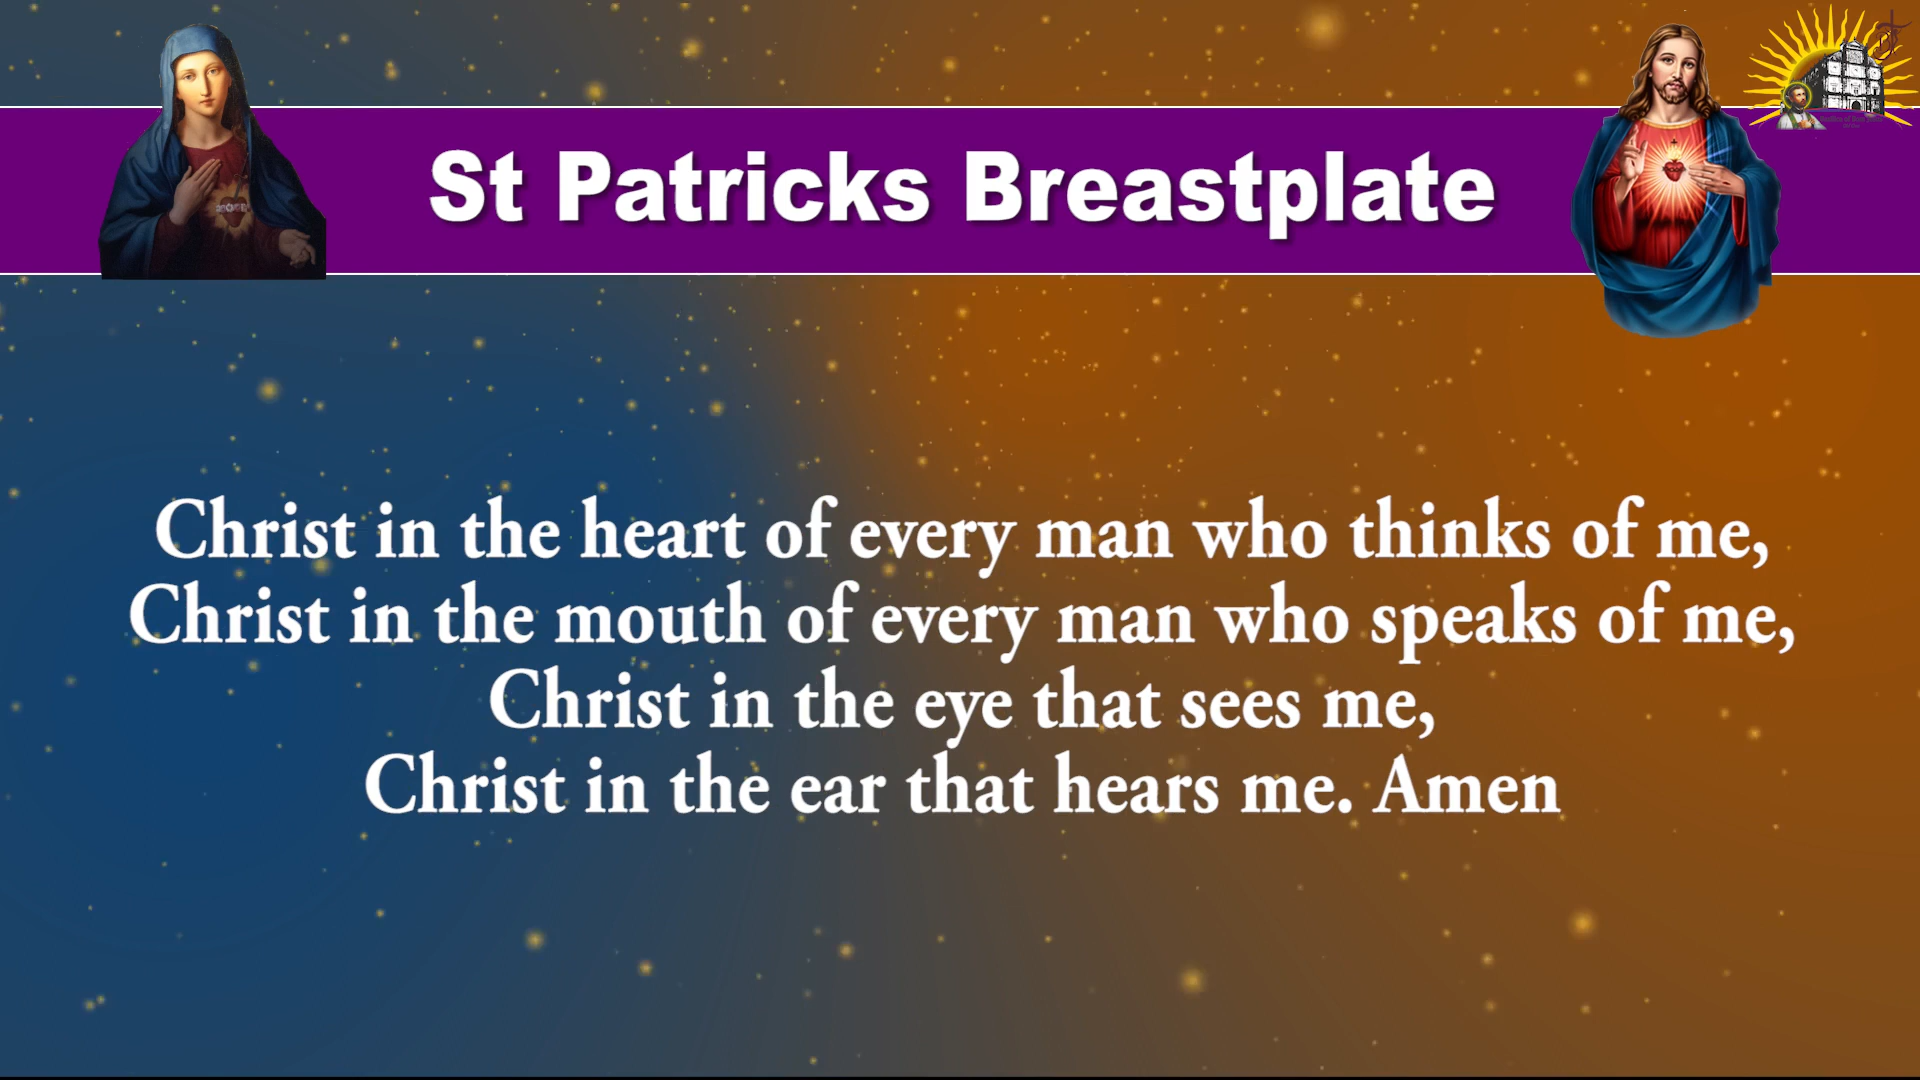 St Patricks Breastplate
Christ in the heart of every man who thinks of me,
Christ in the mouth of every man who speaks of me,
Christ in the eye that sees me,
Christ in the ear that hears me. Amen